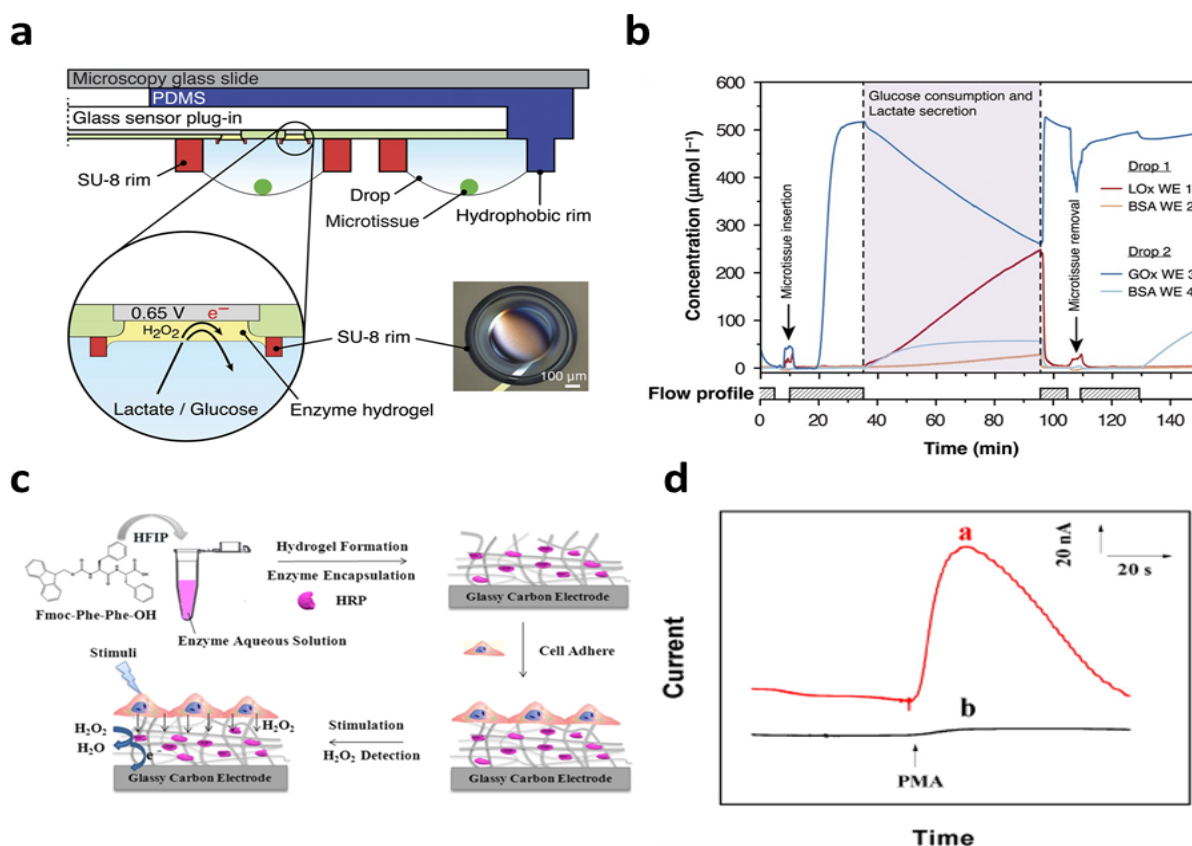 a
Microscopy glass slide
PDMS
Glass sensor plug-in
SU-8 rim
Drop
Microtissue
Hydrophobic rim
0.65 V e⁻
H₂O₂
SU-8 rim
Lactate / Glucose
Enzyme hydrogel
100 µm
b
Concentration (µmol l⁻¹)
600
500
400
300
200
100
0
Glucose consumption and
Lactate secretion
Microtissue insertion
Microtissue removal
Drop 1
LOx WE 1
BSA WE 2
Drop 2
GOx WE 3
BSA WE 4
Flow profile
0 20 40 60 80 100 120
Time (min)
c
HFIP
Fmoc-Phe-Phe-OH
Enzyme Aqueous Solution
Hydrogel Formation
Enzyme Encapsulation
HRP
Glassy Carbon Electrode
Cell Adhere
Stimuli
H₂O₂
H₂O₂
H₂O
e⁻
Glassy Carbon Electrode
Stimulation
H₂O₂ Detection
Glassy Carbon Electrode
d
Current
a
20 nA
20 s
b
PMA
Time